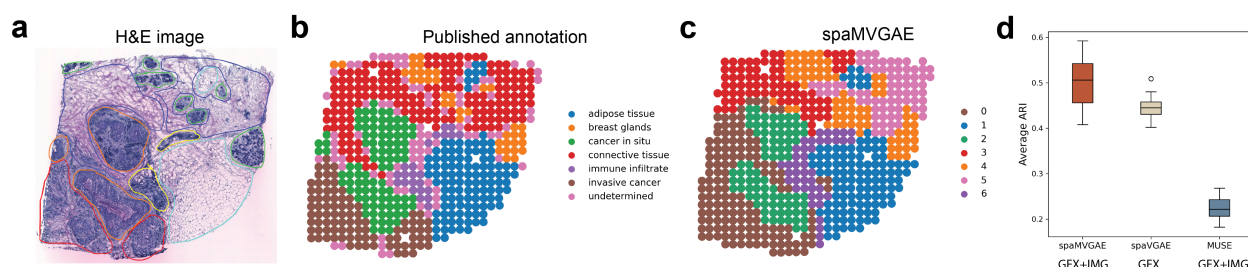 a
H&E image
b
Published annotation
adipose tissue
breast glands
cancer in situ
connective tissue
immune infiltrate
invasive cancer
undetermined
c
spaMVGAE
0
1
2
3
4
5
6
d
Average ARI
0.6
0.5
0.4
0.3
0.2
spaMVGAE
spaVGAE
MUSE
GEX+IMG
GEX
GEX+IMG